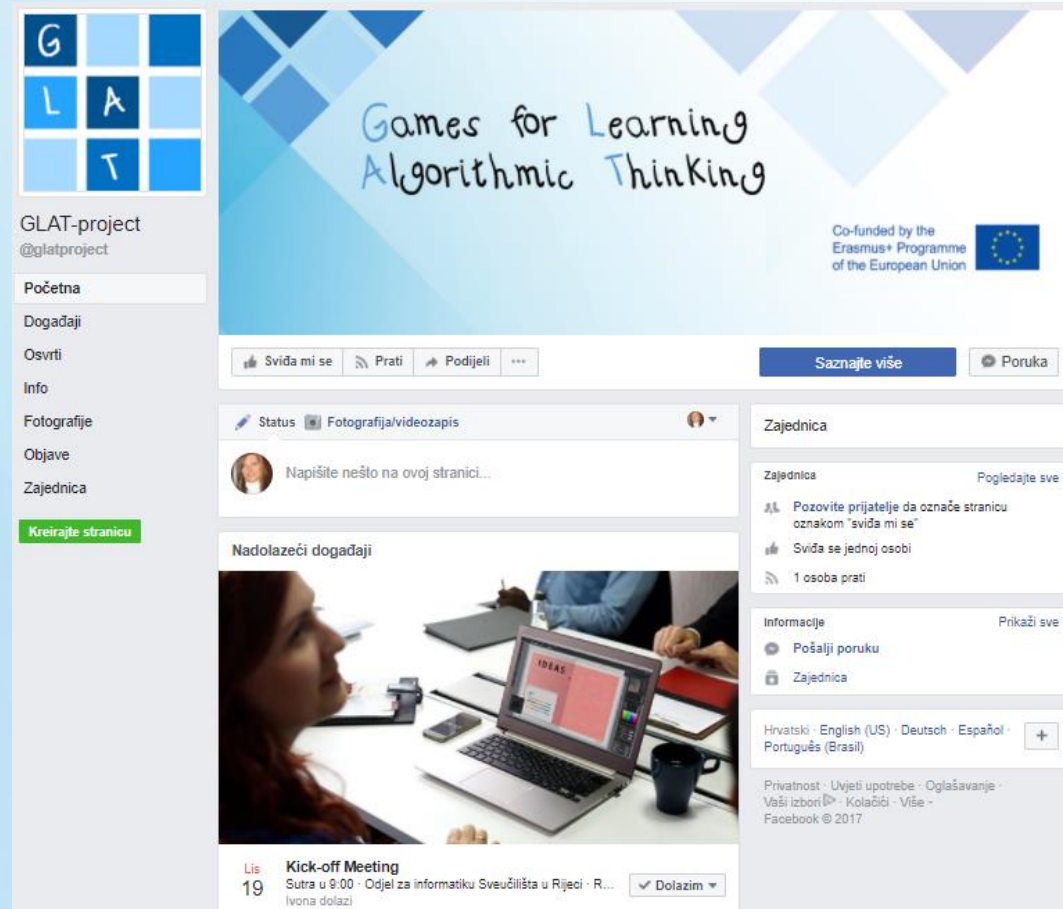 G
L A
T
GLAT-project
@glatproject
Početna
Događaji
Osvrti
Info
Fotografije
Objave
Zajednica
Kreirajte stranicu
Games for Learning
Algorithmic Thinking
Co-funded by the
Erasmus+ Programme
of the European Union
Sviđa mi se Prati Podijeli ...
Saznajte više Poruka
Status Fotografija/videozapis
Napišite nešto na ovoj stranici...
Nadolazeći događaji
IDEAS
Lis
19
Kick-off Meeting
Sutra u 9:00 · Odjel za informatiku Sveučilišta u Rijeci · R...
Ivona dolazi
Dolazim
Zajednica
Zajednica Pogledajte sve
Pozovite prijatelje da označe stranicu
oznakom "sviđa mi se"
Sviđa se jednoj osobi
1 osoba prati
Informacije Prikaži sve
Pošalji poruku
Zajednica
Hrvatski · English (US) · Deutsch · Español ·
Português (Brasil)
+
Privatnost · Uvjeti upotrebe · Oglašavanje ·
Vaši izbori · Kolačići · Više -
Facebook © 2017